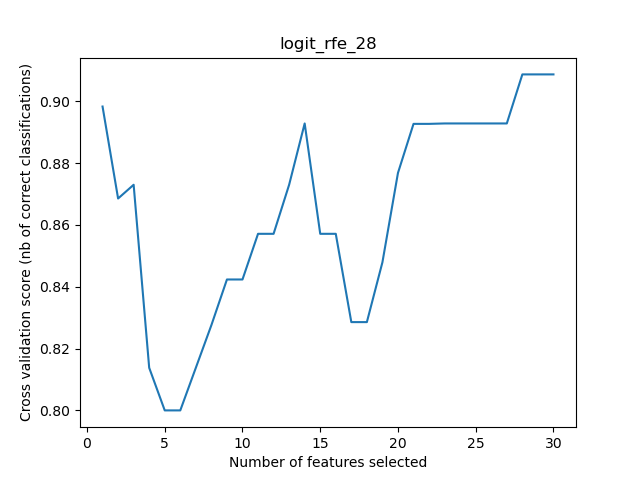 logit_rfe_28
Cross validation score (nb of correct classifications)
0.90
0.88
0.86
0.84
0.82
0.80
0 5 10 15 20 25 30
Number of features selected